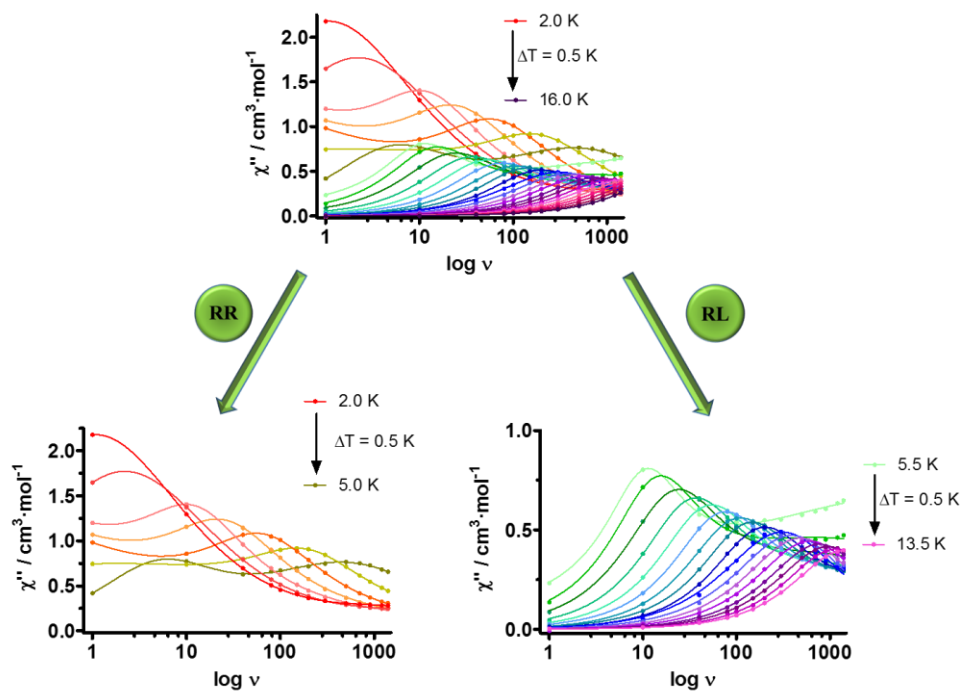 2.0
1.5
1.0
0.5
0.0
χ'' / cm³·mol⁻¹
1
10
100
1000
log ν
2.0 K
ΔT = 0.5 K
16.0 K
RR
RL
2.0
1.5
1.0
0.5
0.0
χ'' / cm³·mol⁻¹
1
10
100
1000
log ν
2.0 K
ΔT = 0.5 K
5.0 K
1.0
0.5
0.0
χ'' / cm³·mol⁻¹
1
10
100
1000
log ν
5.5 K
ΔT = 0.5 K
13.5 K